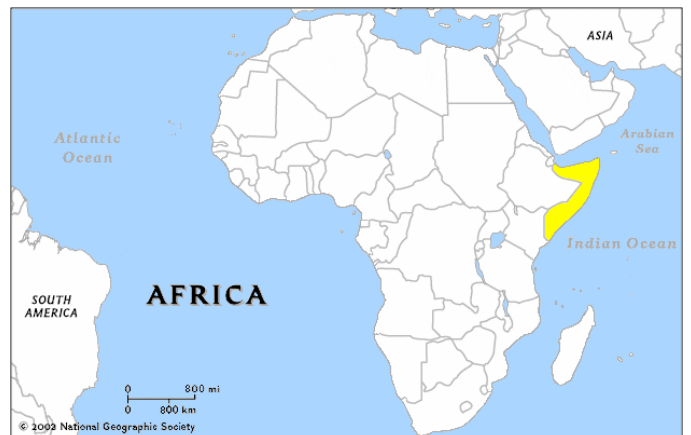 ASIA
Atlantic
Ocean
Arabian
Sea
Indian Ocean
AFRICA
SOUTH
AMERICA
0 800 mi
0 800 km
© 2002 National Geographic Society